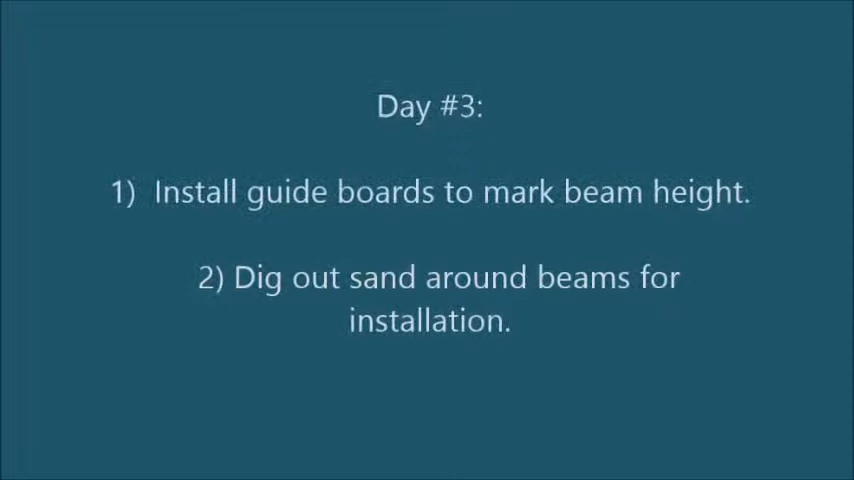 Day #3:
1) Install guide boards to mark beam height.
2) Dig out sand around beams for
installation.